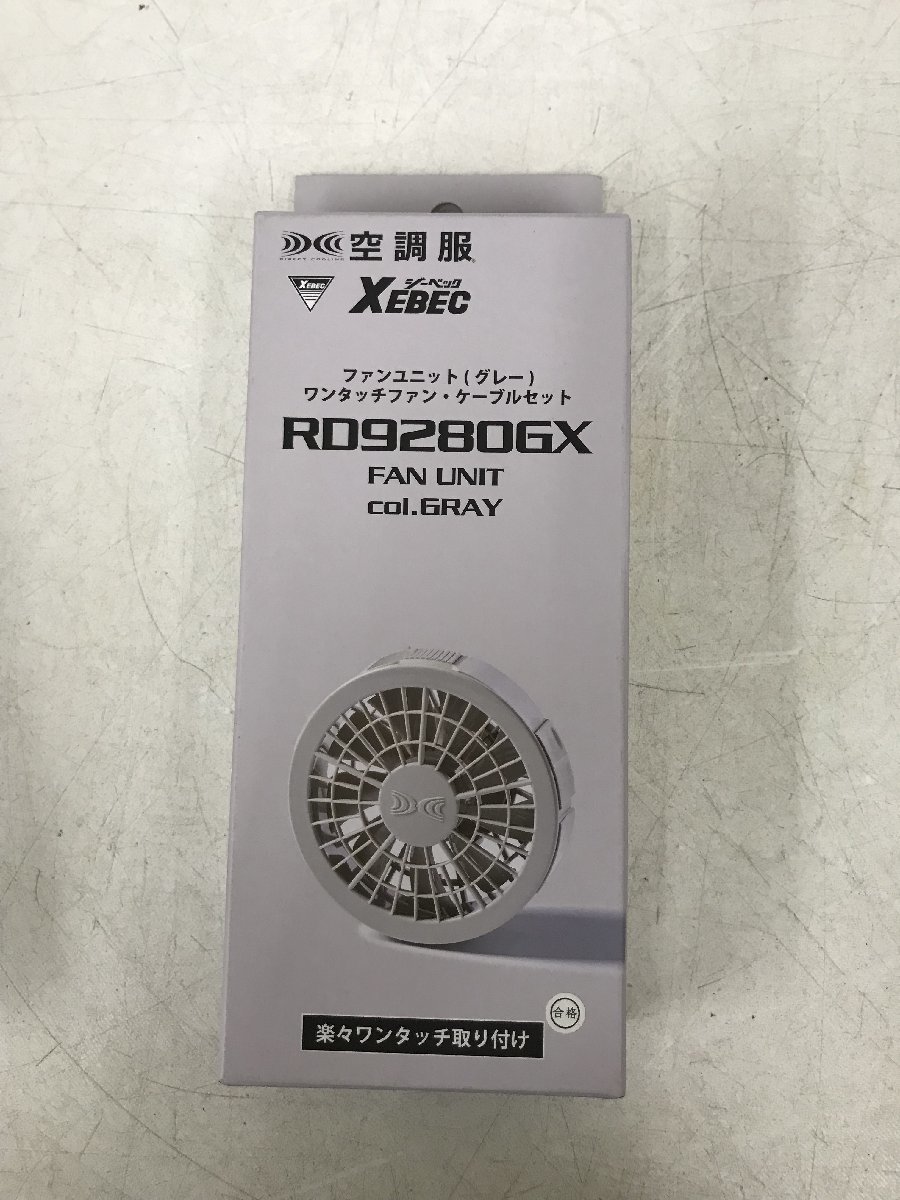 空調服
DIRECT COOLING
XEBEC
ジーベック
XEBEC
ファンユニット(グレー)
ワンタッチファン・ケーブルセット
RD9280GX
FAN UNIT
col.GRAY
合格
楽々ワンタッチ取り付け